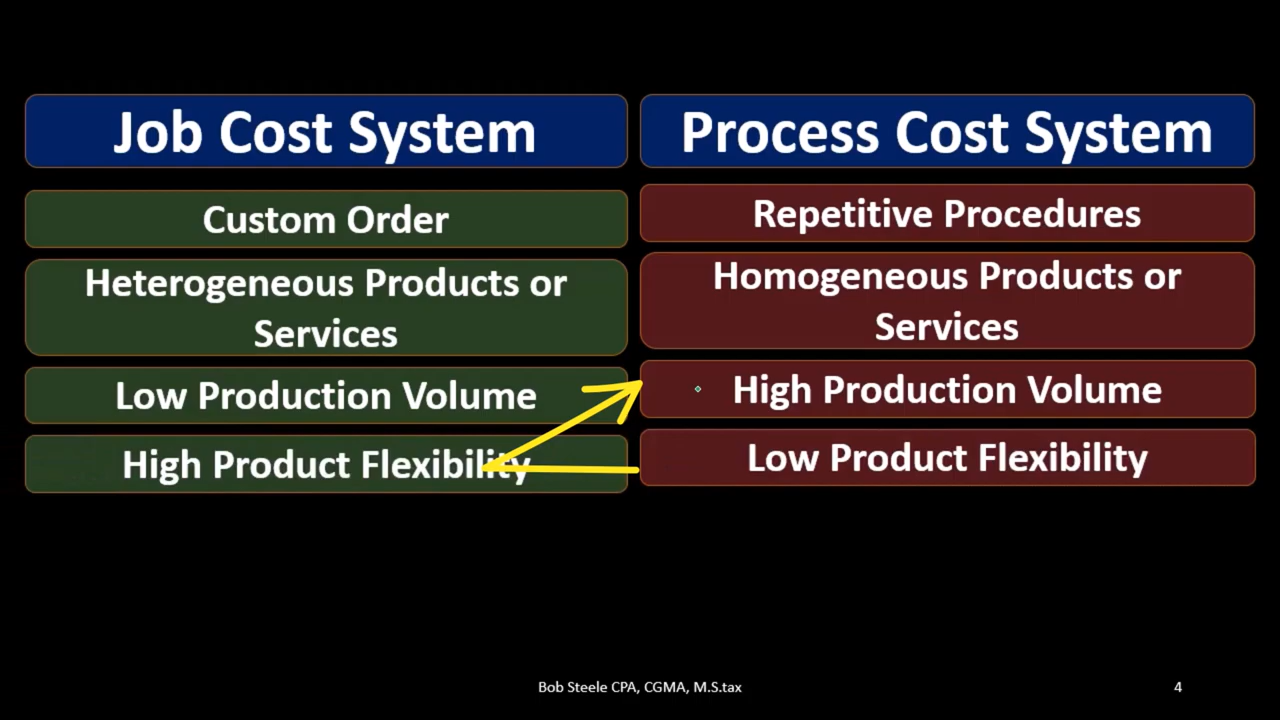 Job Cost System
Custom Order
Heterogeneous Products or
Services
Low Production Volume
High Product Flexibility
Process Cost System
Repetitive Procedures
Homogeneous Products or
Services
High Production Volume
Low Product Flexibility
Bob Steele CPA, CGMA, M.S.tax
4